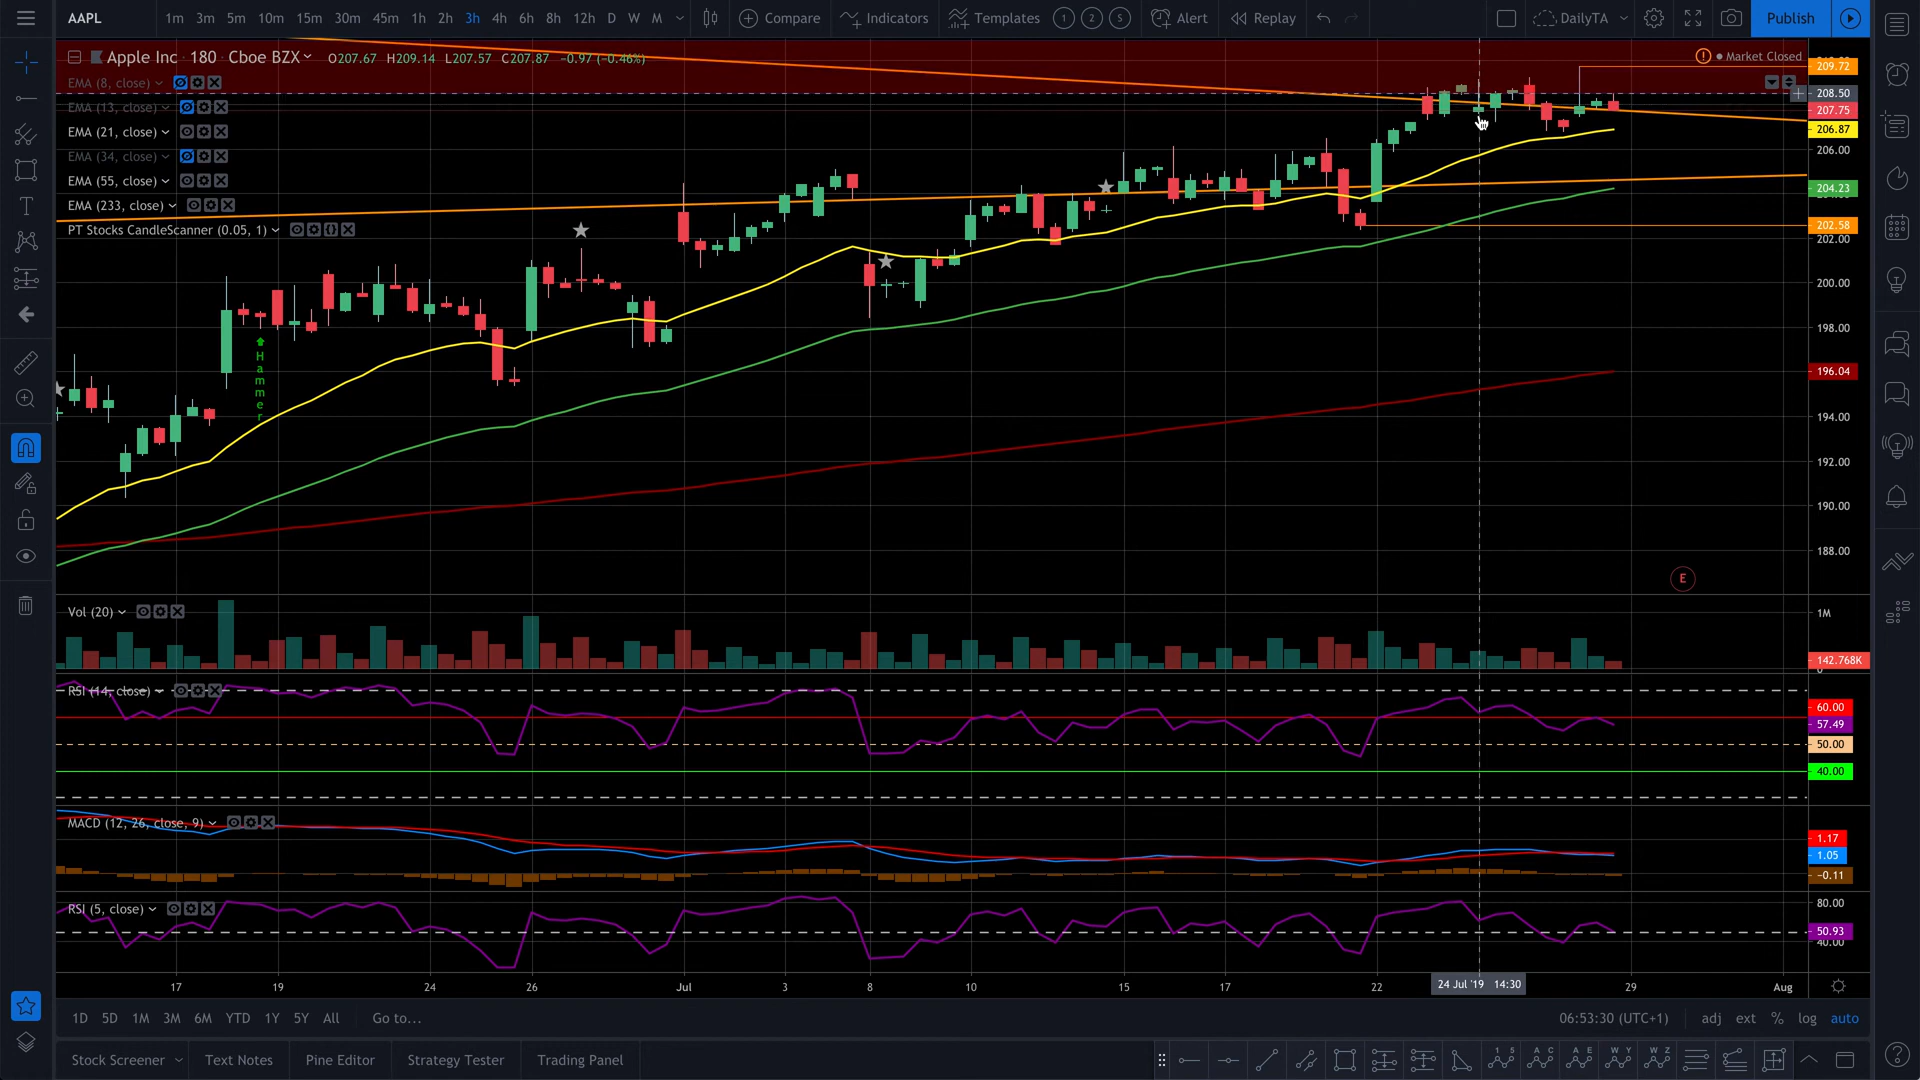 AAPL 1m 3m 5m 10m 15m 30m 45m 1h 2h 3h 4h 6h 8h 12h D W M Compare Indicators Templates 1 2 S Alert Replay DailyTA Publish
Apple Inc · 180 · Cboe BZX O207.67 H209.14 L207.57 C207.87 −0.97 (−0.46%)
Market Closed
EMA (8, close)
EMA (13, close)
EMA (21, close)
EMA (34, close)
EMA (55, close)
EMA (233, close)
PT Stocks CandleScanner (0.05, 1)
Hammer
209.72
208.50
207.75
206.87
206.00
204.23
202.58
202.00
200.00
198.00
196.04
194.00
192.00
190.00
188.00
E
Vol (20)
1M
142.768K
RSI (14, close)
60.00
57.49
50.00
40.00
MACD (12, 26, close, 9)
1.17
1.05
−0.11
RSI (5, close)
80.00
50.93
40.00
17 19 24 26 Jul 3 8 10 15 17 22 24 Jul '19 14:30 29 Aug
1D 5D 1M 3M 6M YTD 1Y 5Y All Go to... 06:53:30 (UTC+1) adj ext % log auto
Stock Screener Text Notes Pine Editor Strategy Tester Trading Panel